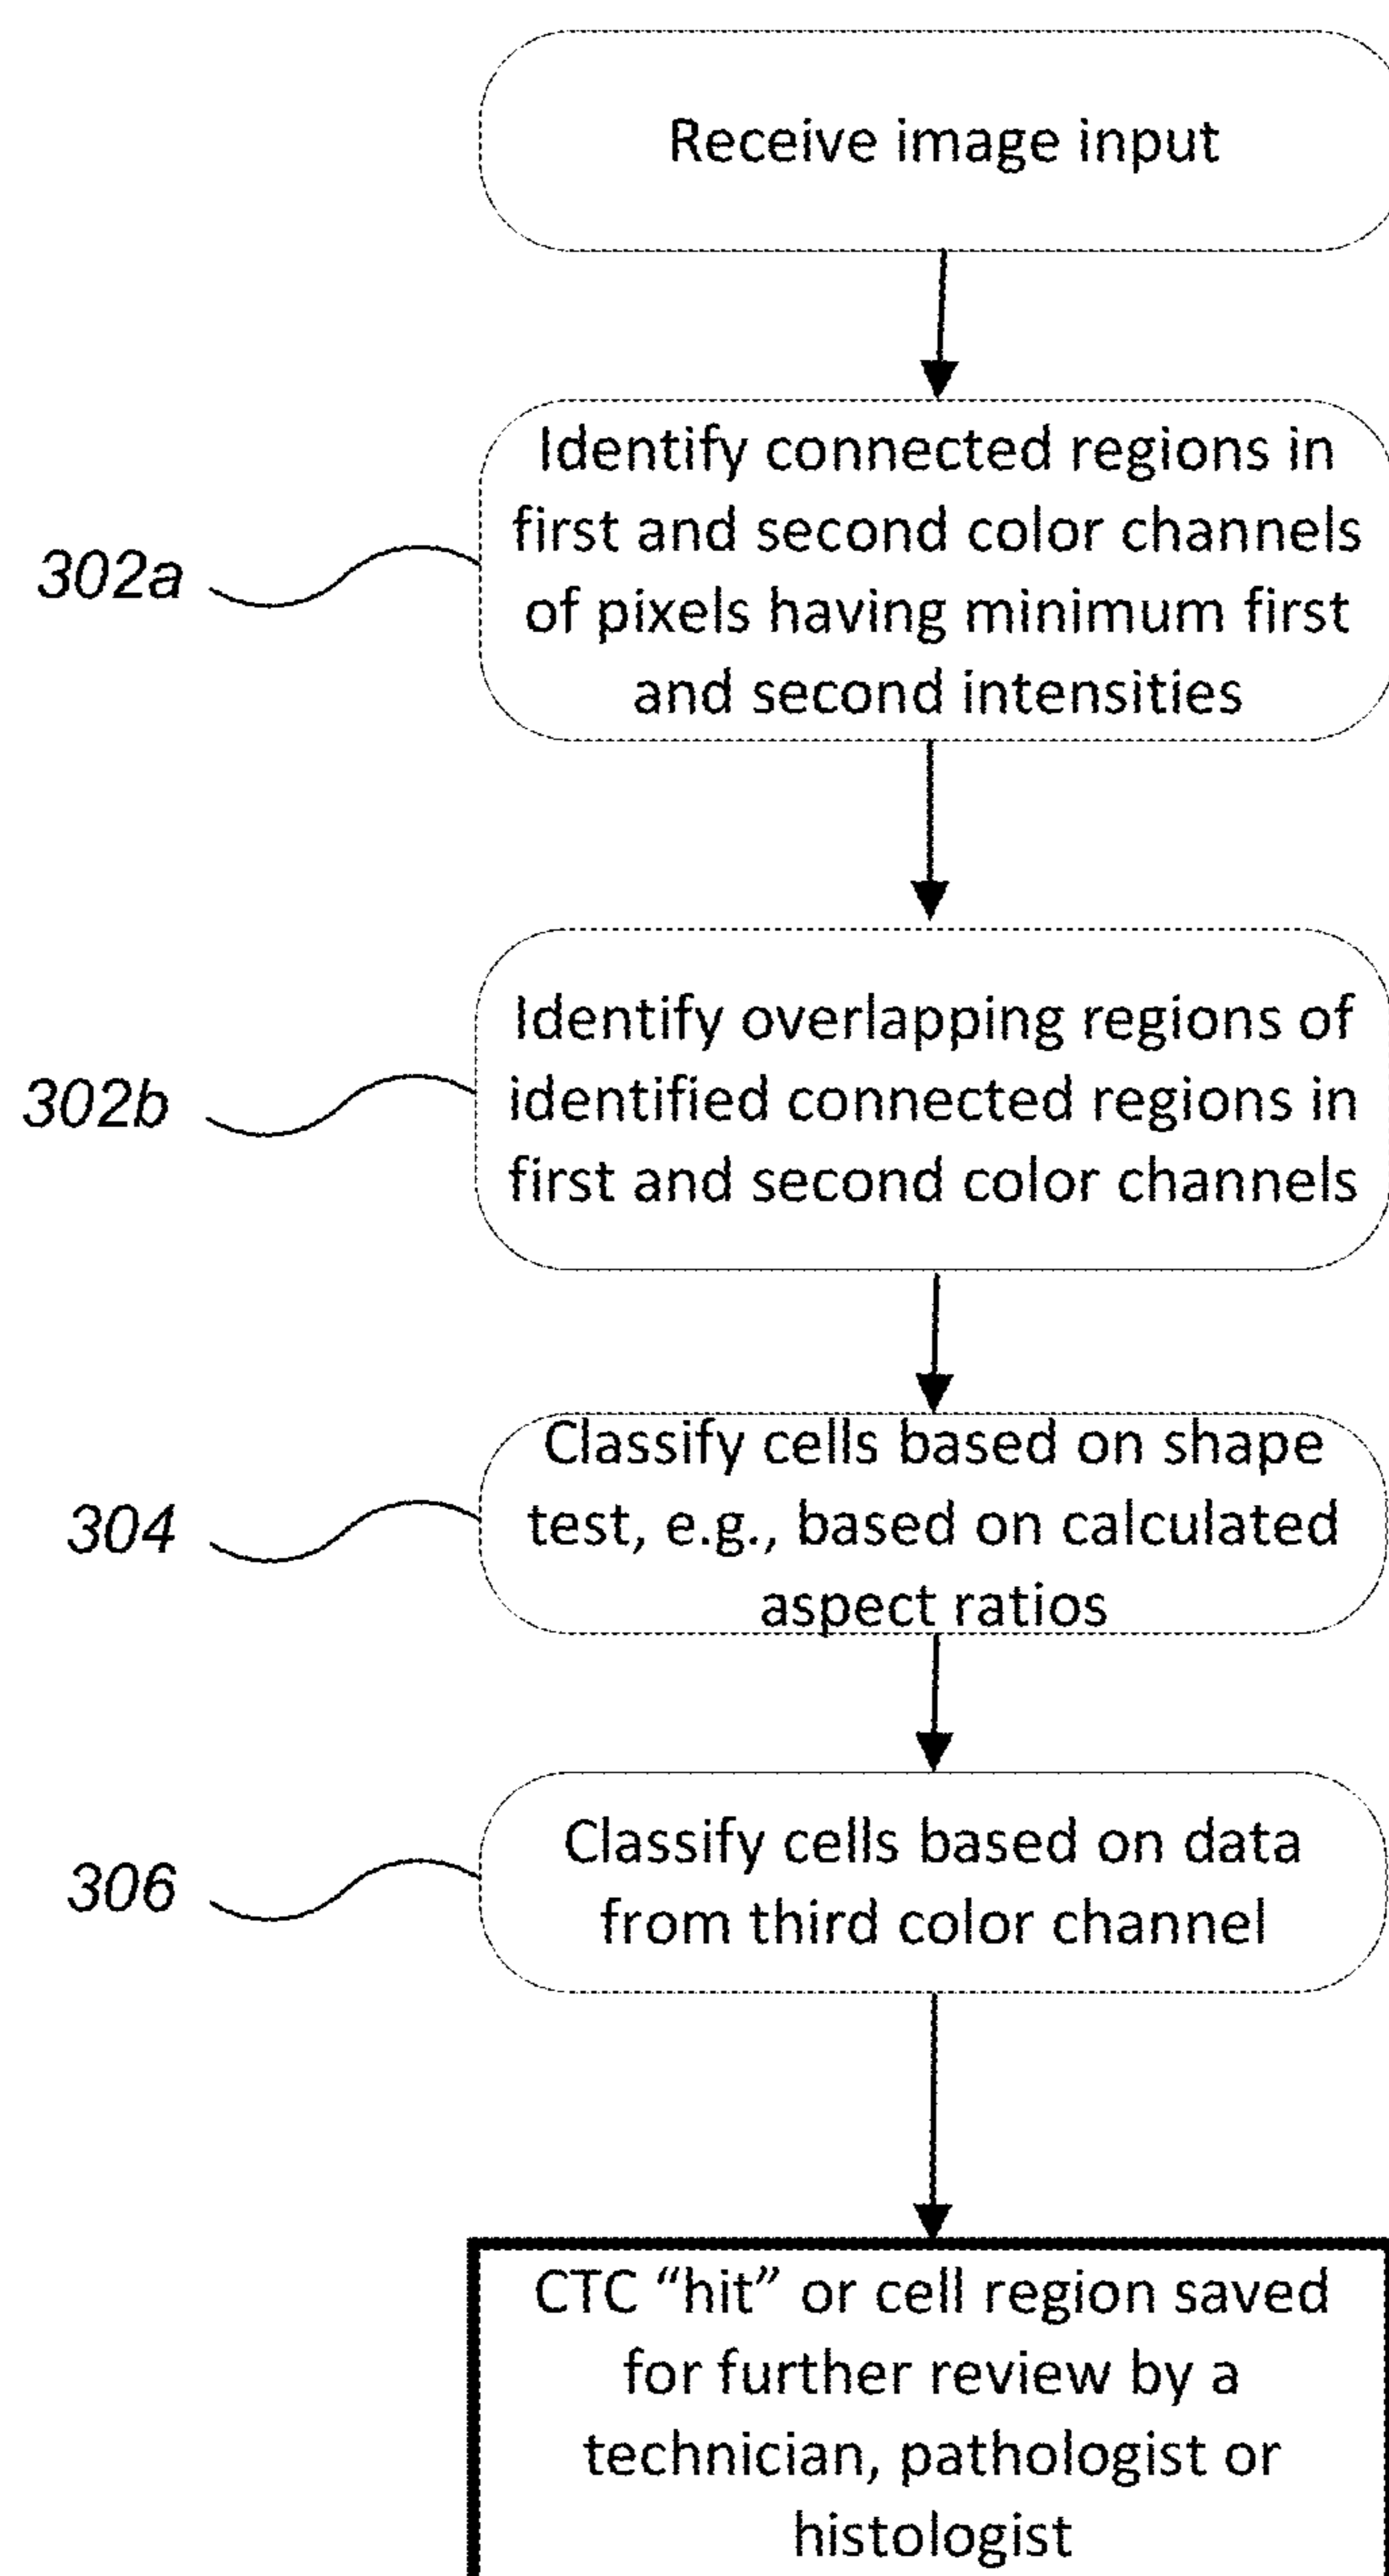 Receive image input
Identify connected regions in
first and second color channels
302a
of pixels having minimum first
and second intensities
Identify overlapping regions of
302b
identified connected regions in
first and second color channels
Classify cells based on shape
304
test, e.g., based on calculated
aspect ratios
Classify cells based on data
306
from third color channel
CTC “hit” or cell region saved
for further review by a
technician, pathologist or
histologist